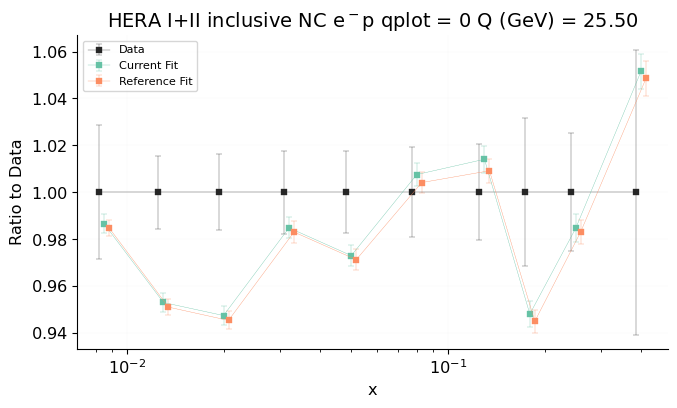 HERA I+II inclusive NC e⁻p qplot = 0 Q (GeV) = 25.50
Data
Current Fit
Reference Fit
Ratio to Data
1.06
1.04
1.02
1.00
0.98
0.96
0.94
10⁻²
10⁻¹
x